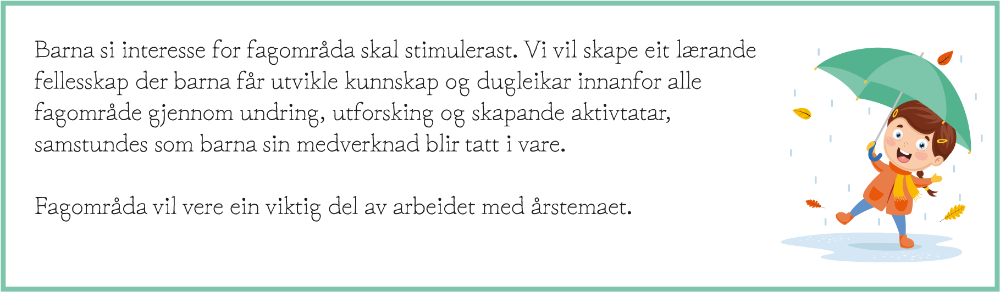 Barna si interesse for fagområda skal stimulerast. Vi vil skape eit lærande
fellesskap der barna får utvikle kunnskap og dugleikar innanfor alle
fagområde gjennom undring, utforsking og skapande aktivtatar,
samstundes som barna sin medverknad blir tatt i vare.
Fagområda vil vere ein viktig del av arbeidet med årstemaet.